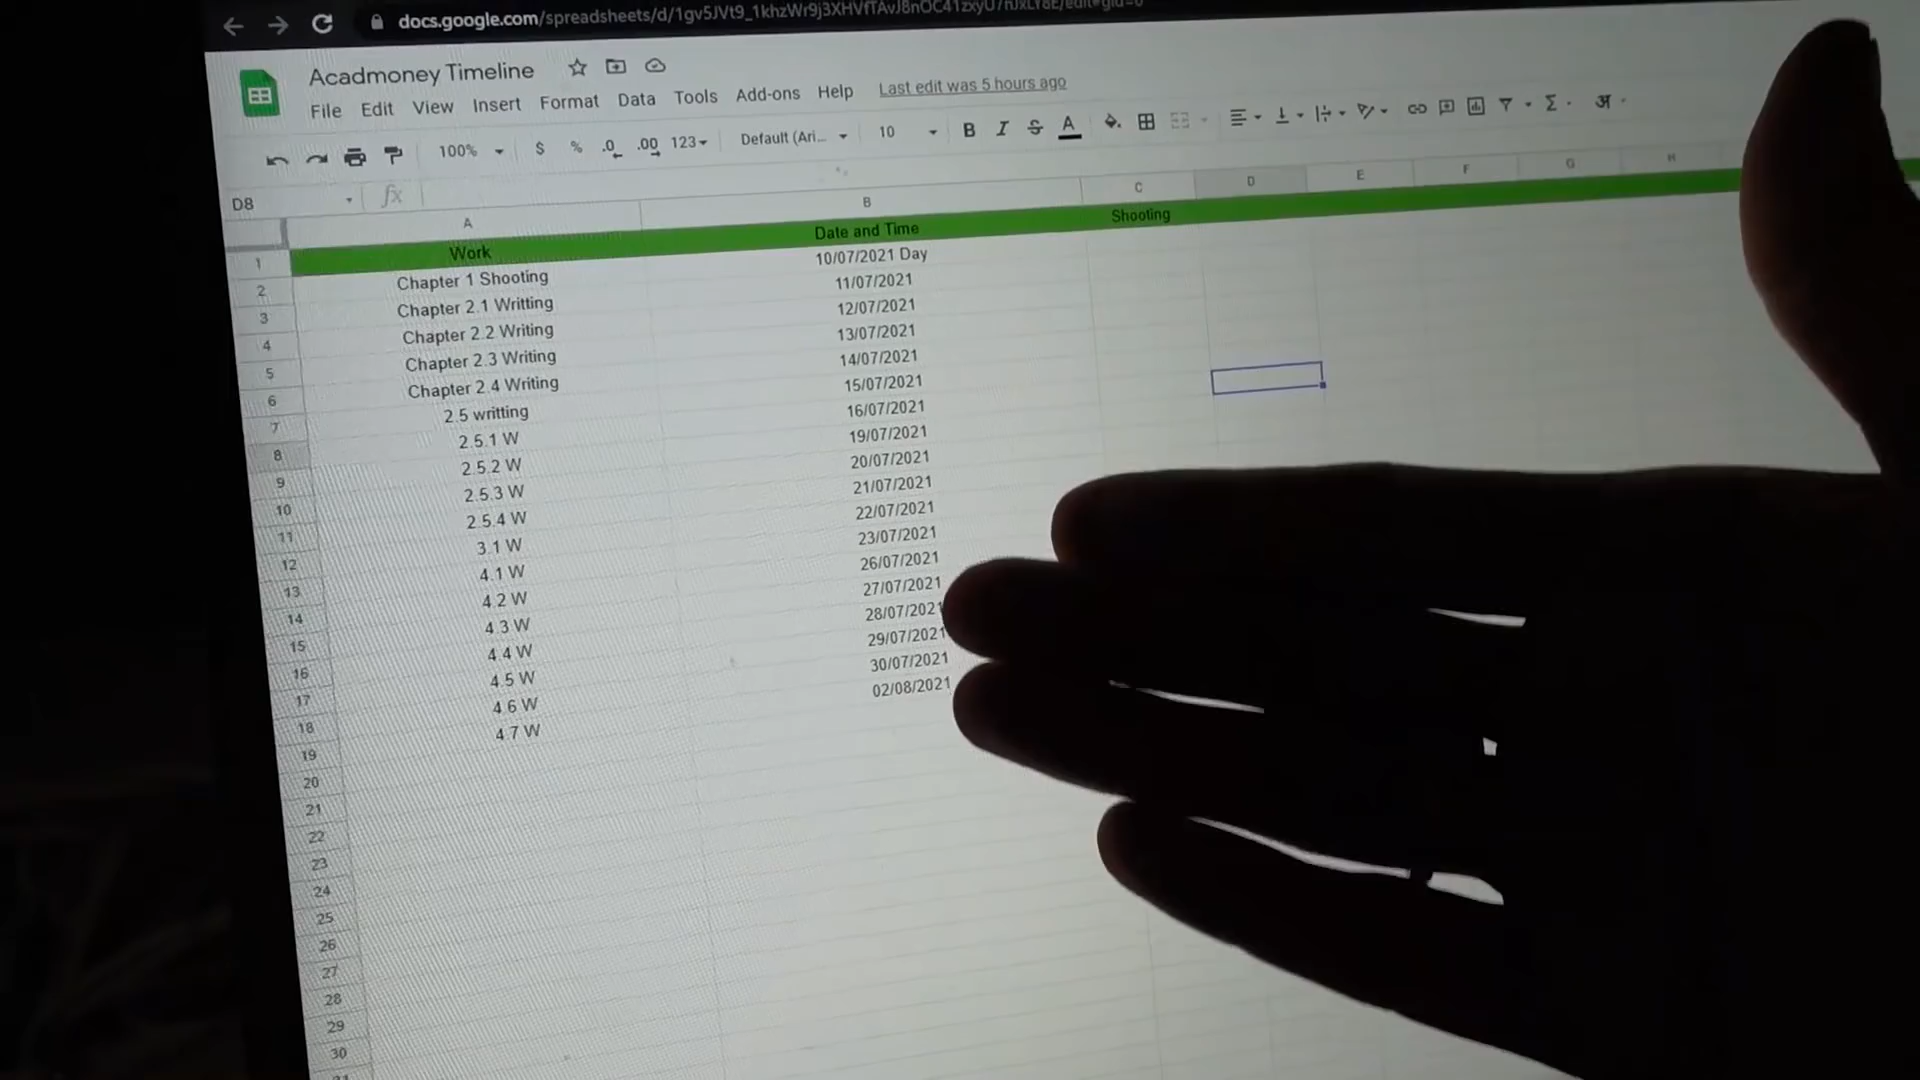 docs.google.com/spreadsheets/d/
Acadmoney Timeline
File Edit View Insert Format Data Tools Add-ons Help Last edit was 5 hours ago
100% $ % .0 .00 123 Default (Ari... 10 B I S A Σ अ
D8 fx
A B C D E F G H
1 Work Date and Time Shooting
2 Chapter 1 Shooting 10/07/2021 Day
3 Chapter 2.1 Writting 11/07/2021
4 Chapter 2.2 Writing 12/07/2021
5 Chapter 2.3 Writing 13/07/2021
6 Chapter 2.4 Writing 14/07/2021
7 2.5 writting 15/07/2021
8 2.5.1 W 16/07/2021
9 2.5.2 W 19/07/2021
10 2.5.3 W 20/07/2021
11 2.5.4 W 21/07/2021
12 3.1 W 22/07/2021
13 4.1 W 23/07/2021
14 4.2 W 26/07/2021
15 4.3 W 27/07/2021
16 4.4 W 28/07/2021
17 4.5 W 29/07/2021
18 4.6 W 30/07/2021
19 4.7 W 02/08/2021
20
21
22
23
24
25
26
27
28
29
30